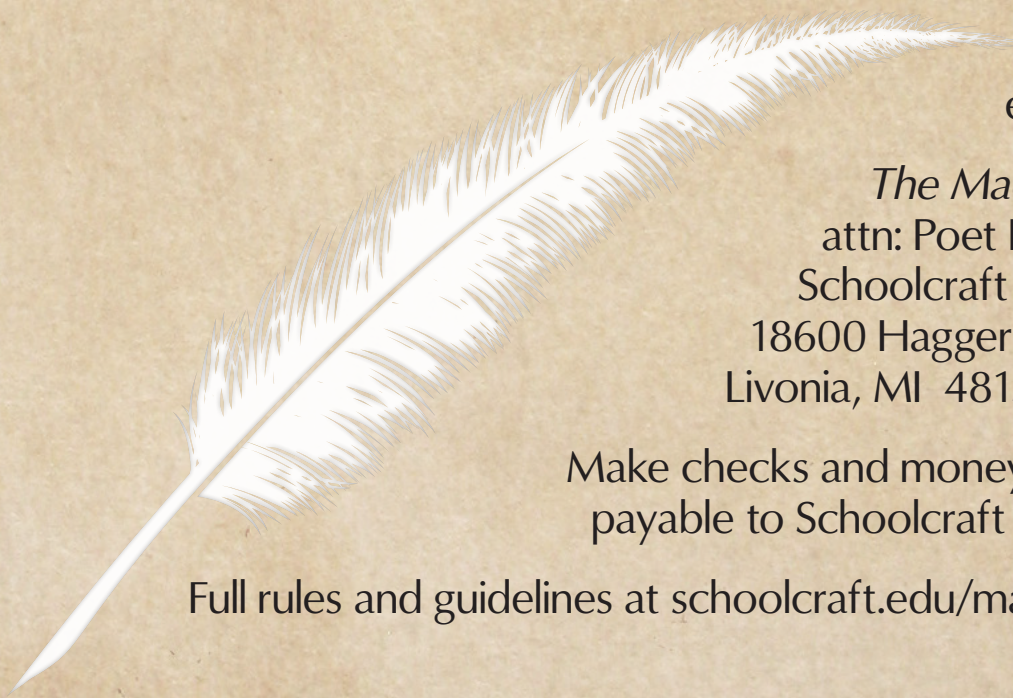 e
The Ma
attn: Poet
Schoolcraft
18600 Hagger
Livonia, MI 481
Make checks and money
payable to Schoolcraft
Full rules and guidelines at schoolcraft.edu/ma